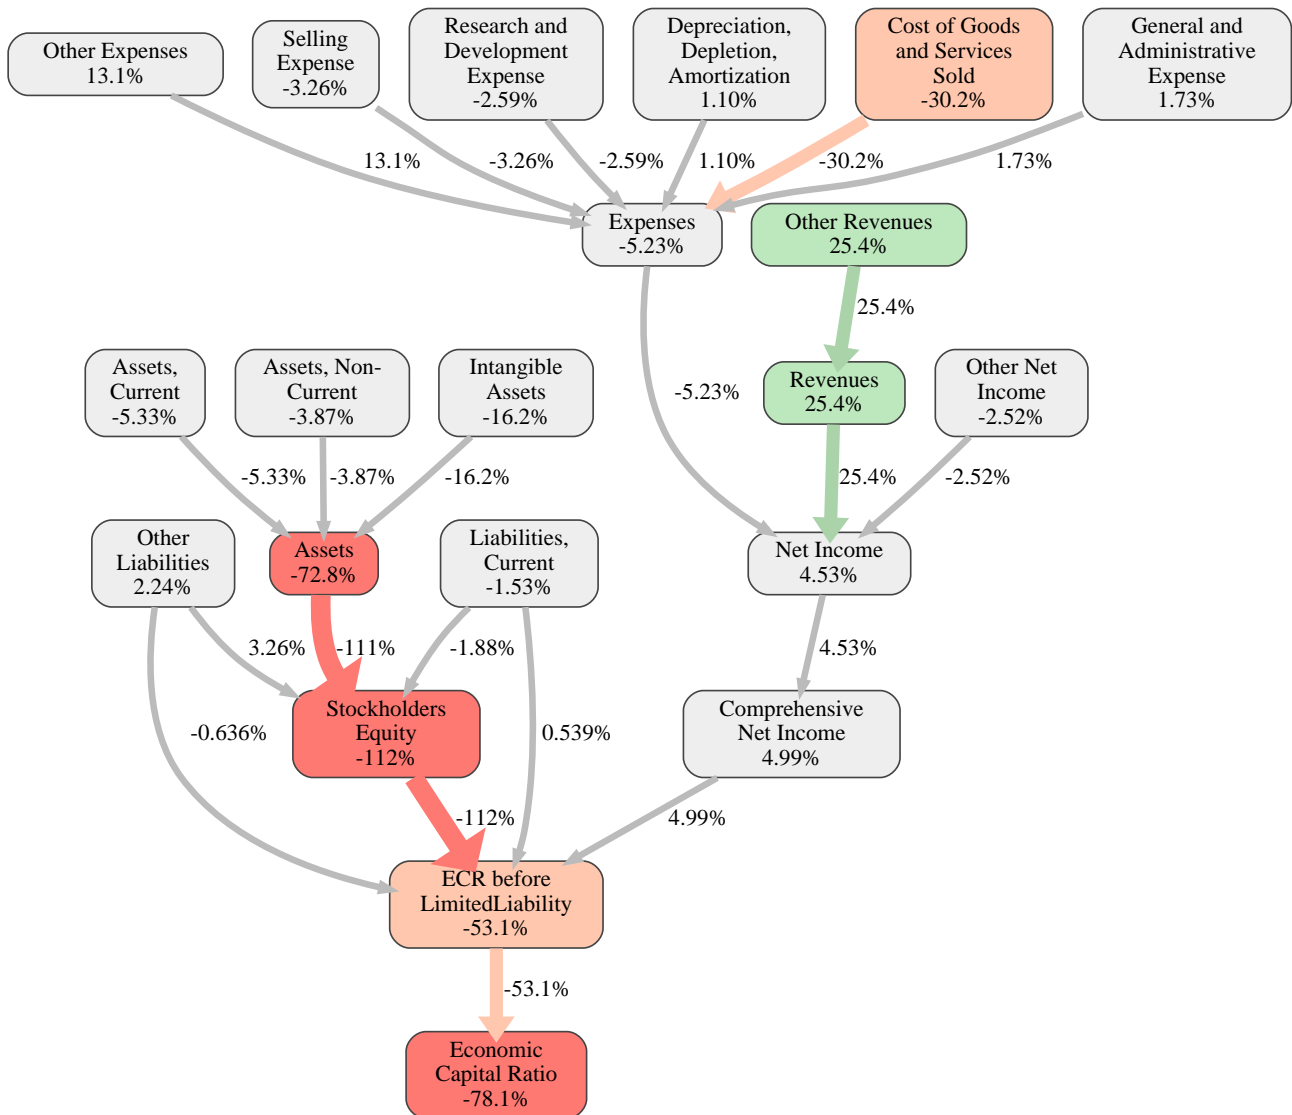 Other Expenses
13.1%
Selling
Expense
-3.26%
Research and
Development
Expense
-2.59%
Depreciation,
Depletion,
Amortization
1.10%
Cost of Goods
and Services
Sold
-30.2%
General and
Administrative
Expense
1.73%
13.1%
-3.26%
-2.59%
1.10%
-30.2%
1.73%
Expenses
-5.23%
Other Revenues
25.4%
25.4%
Assets,
Current
-5.33%
Assets, Non-
Current
-3.87%
Intangible
Assets
-16.2%
-5.23%
Revenues
25.4%
Other Net
Income
-2.52%
-5.33%
-3.87%
-16.2%
25.4%
-2.52%
Other
Liabilities
2.24%
Assets
-72.8%
Liabilities,
Current
-1.53%
Net Income
4.53%
3.26%
-111%
-1.88%
4.53%
-0.636%
Stockholders
Equity
-112%
0.539%
Comprehensive
Net Income
4.99%
-112%
4.99%
ECR before
LimitedLiability
-53.1%
-53.1%
Economic
Capital Ratio
-78.1%